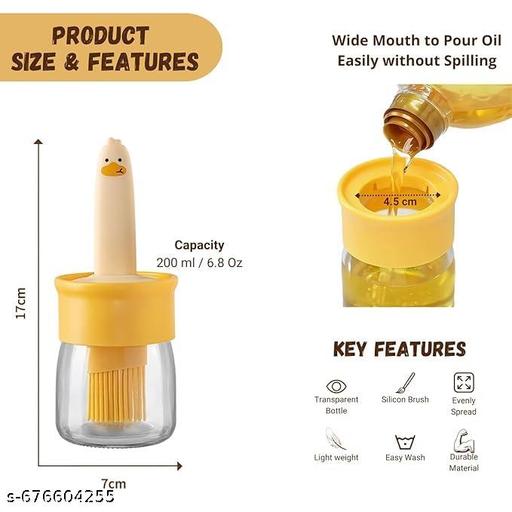 PRODUCT
SIZE & FEATURES
Wide Mouth to Pour Oil
Easily without Spilling
4.5 cm
Capacity
200 ml / 6.8 Oz
17cm
7cm
KEY FEATURES
Transparent
Bottle
Silicon Brush
Evenly
Spread
Light weight
Easy Wash
Durable
Material
s-676604255